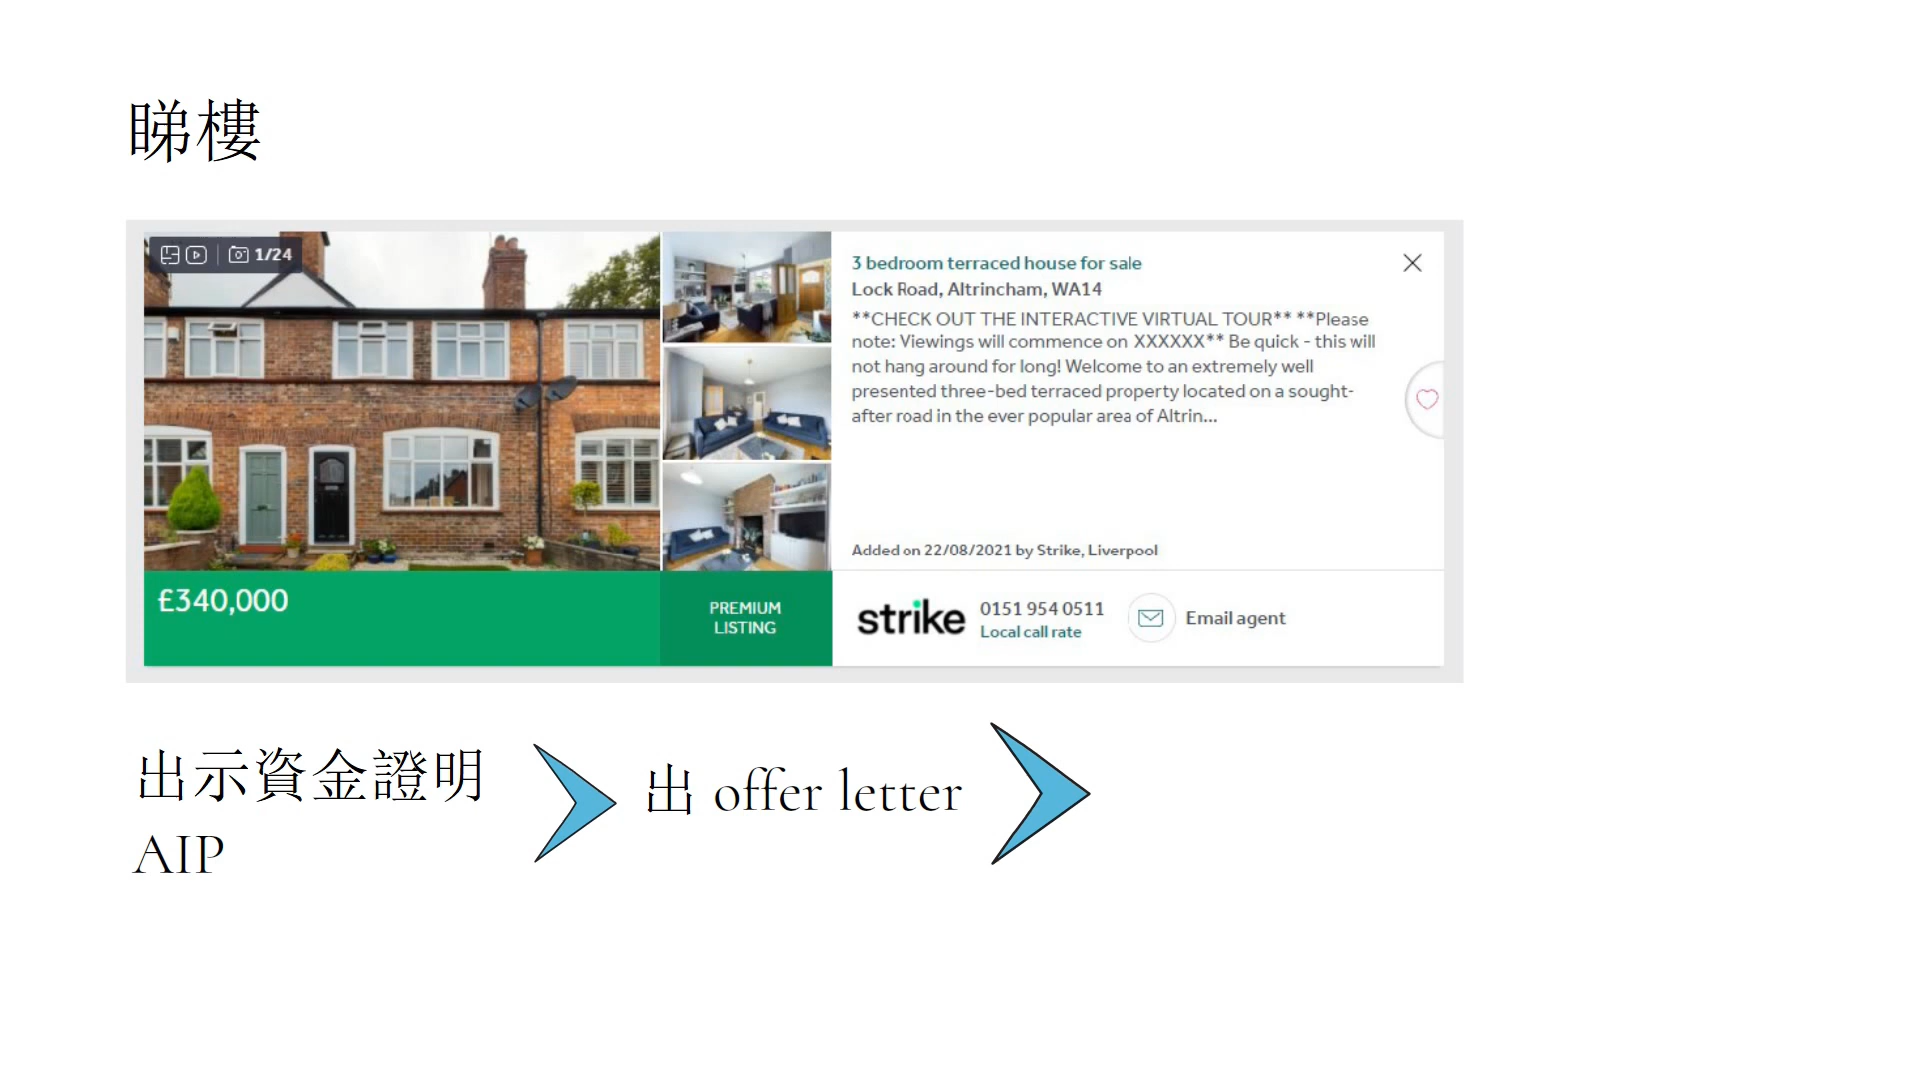 睇樓
1/24
3 bedroom terraced house for sale
Lock Road, Altrincham, WA14
**CHECK OUT THE INTERACTIVE VIRTUAL TOUR** **Please
note: Viewings will commence on XXXXXX** Be quick - this will
not hang around for long! Welcome to an extremely well
presented three-bed terraced property located on a sought-
after road in the ever popular area of Altrin...
Added on 22/08/2021 by Strike, Liverpool
£340,000
PREMIUM
LISTING
strike
0151 954 0511
Local call rate
Email agent
出示資金證明
AIP
出 offer letter